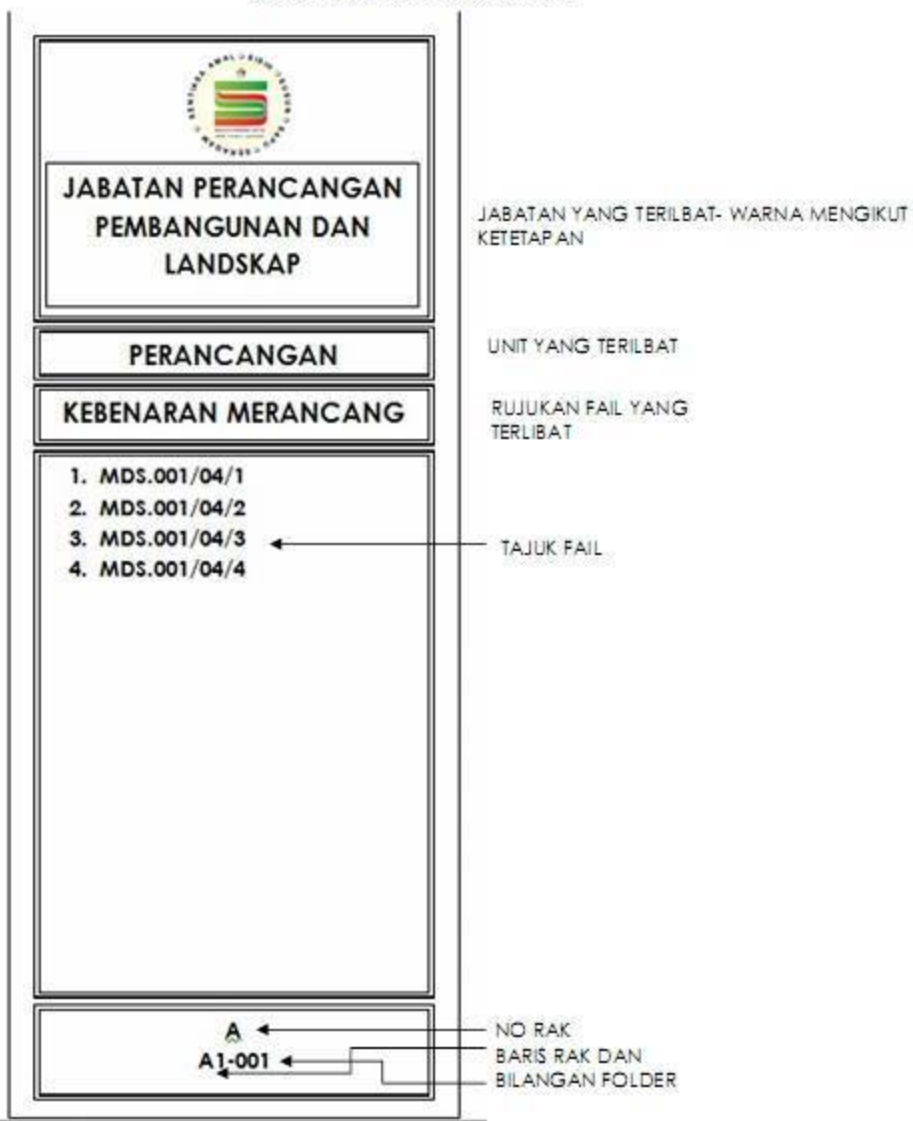 JABATAN PERANCANGAN
PEMBANGUNAN DAN
LANDSKAP
JABATAN YANG TERILBAT- WARNA MENGIKUT
KETETAPAN
PERANCANGAN
UNIT YANG TERILBAT
KEBENARAN MERANCANG
RUJUKAN FAIL YANG
TERLIBAT
1. MDS.001/04/1
2. MDS.001/04/2
3. MDS.001/04/3
4. MDS.001/04/4
TAJUK FAIL
A
NO RAK
A1-001
BARIS RAK DAN
BILANGAN FOLDER